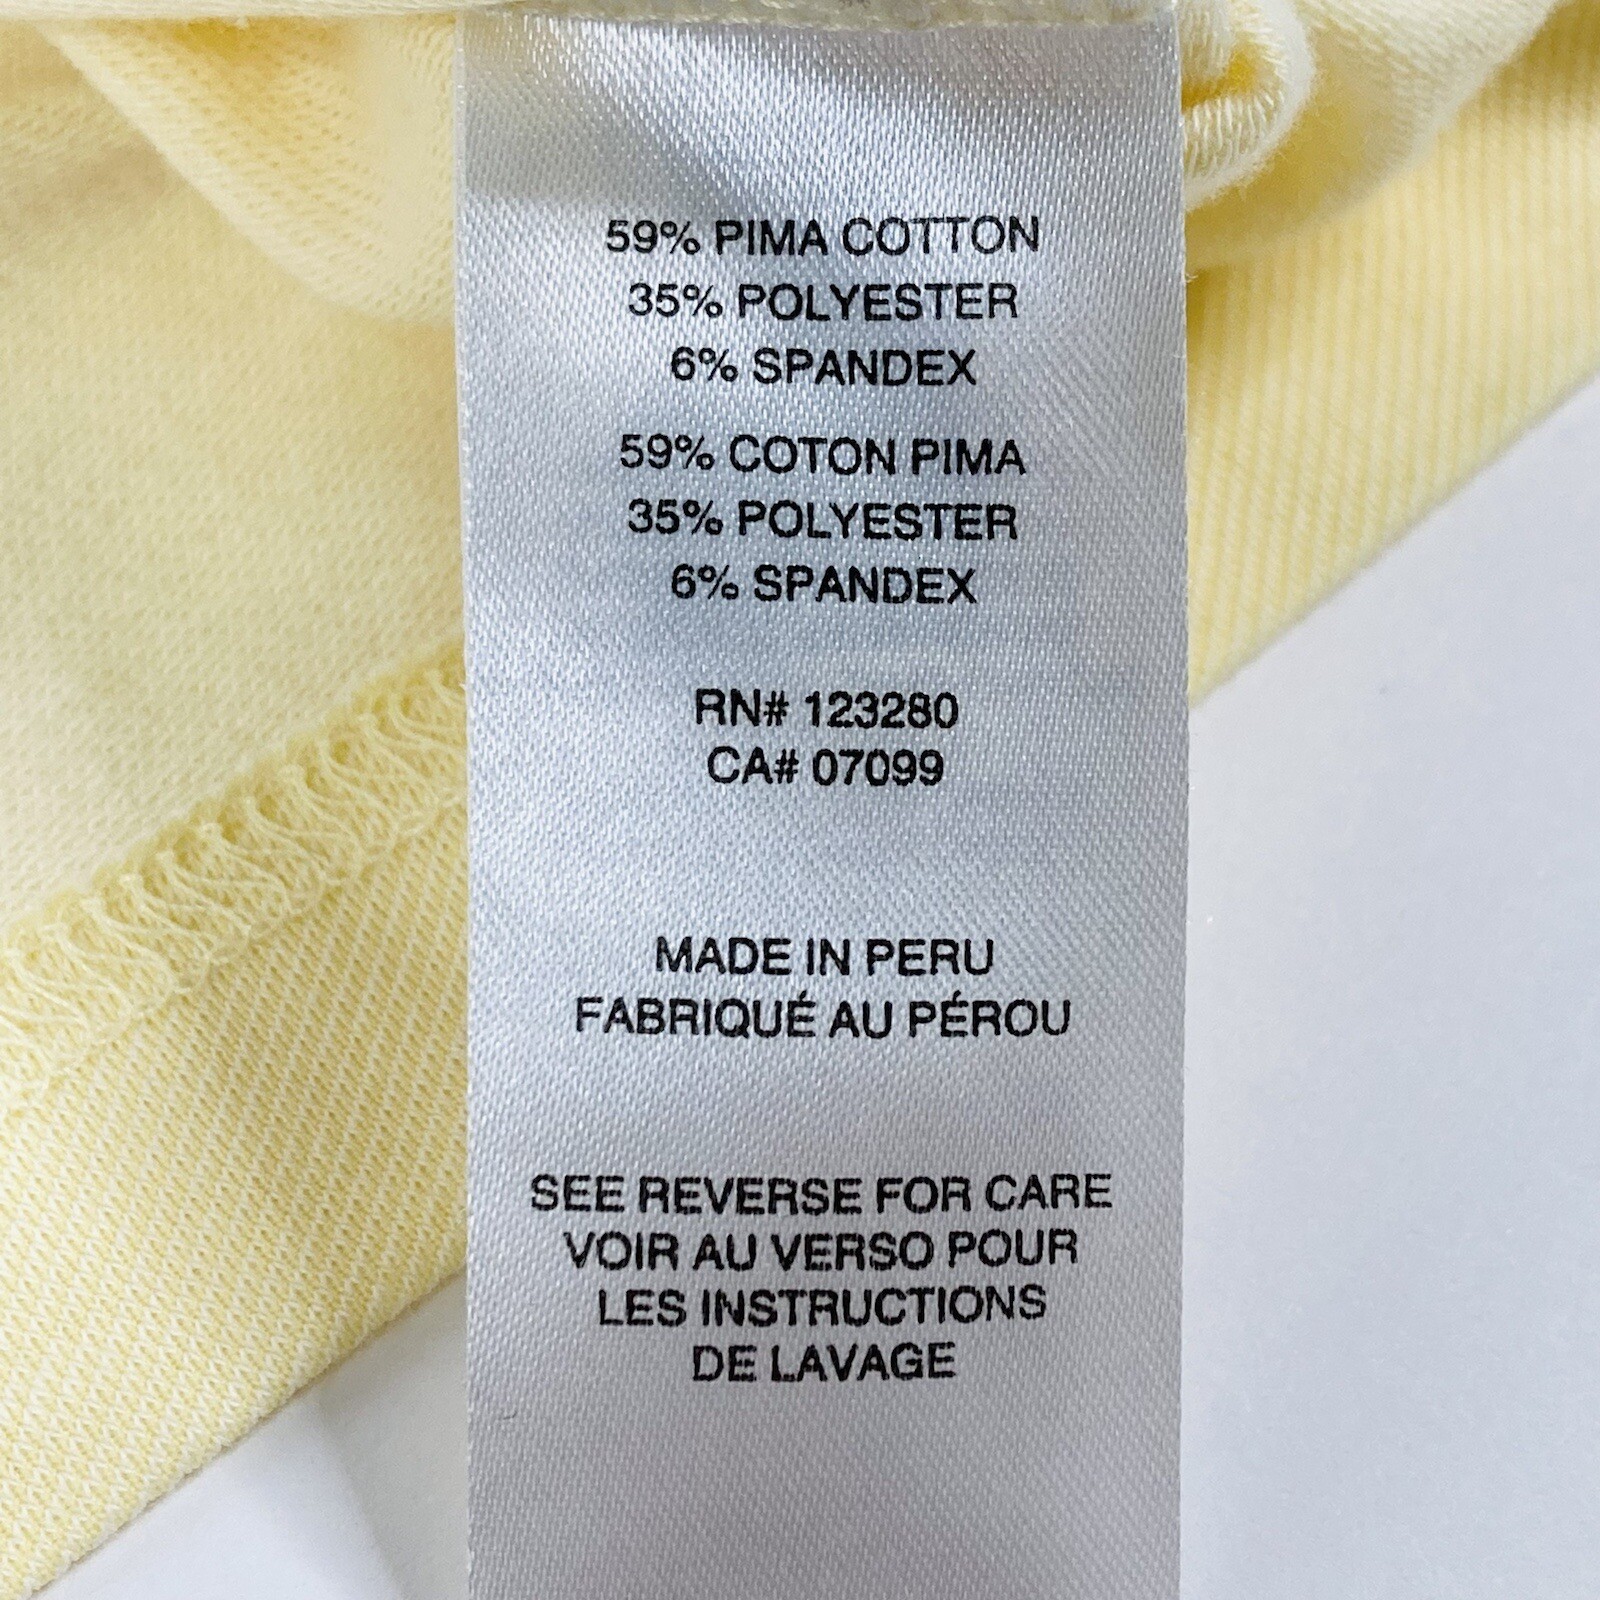 59% PIMA COTTON
35% POLYESTER
6% SPANDEX
59% COTON PIMA
35% POLYESTER
6% SPANDEX
RN# 123280
CA# 07099
MADE IN PERU
FABRIQUÉ AU PÉROU
SEE REVERSE FOR CARE
VOIR AU VERSO POUR
LES INSTRUCTIONS
DE LAVAGE